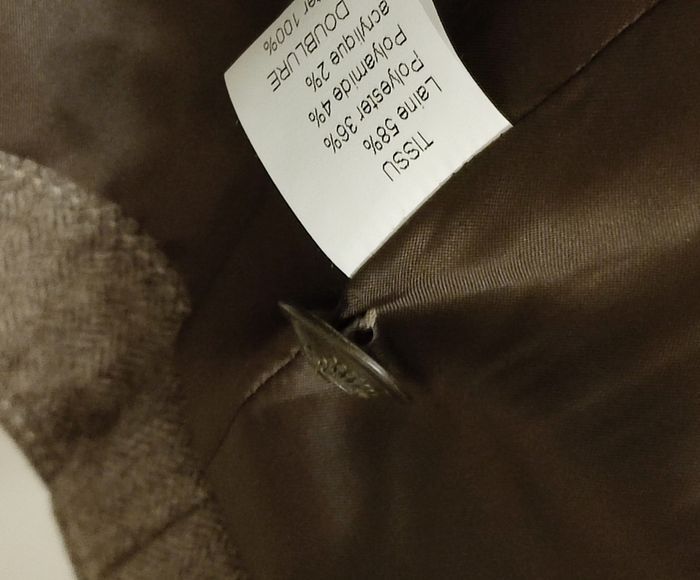 TISSU
Laine 58%
Polyester 36%
Polyamide 4%
acrylique 2%
DOUBLURE
100%